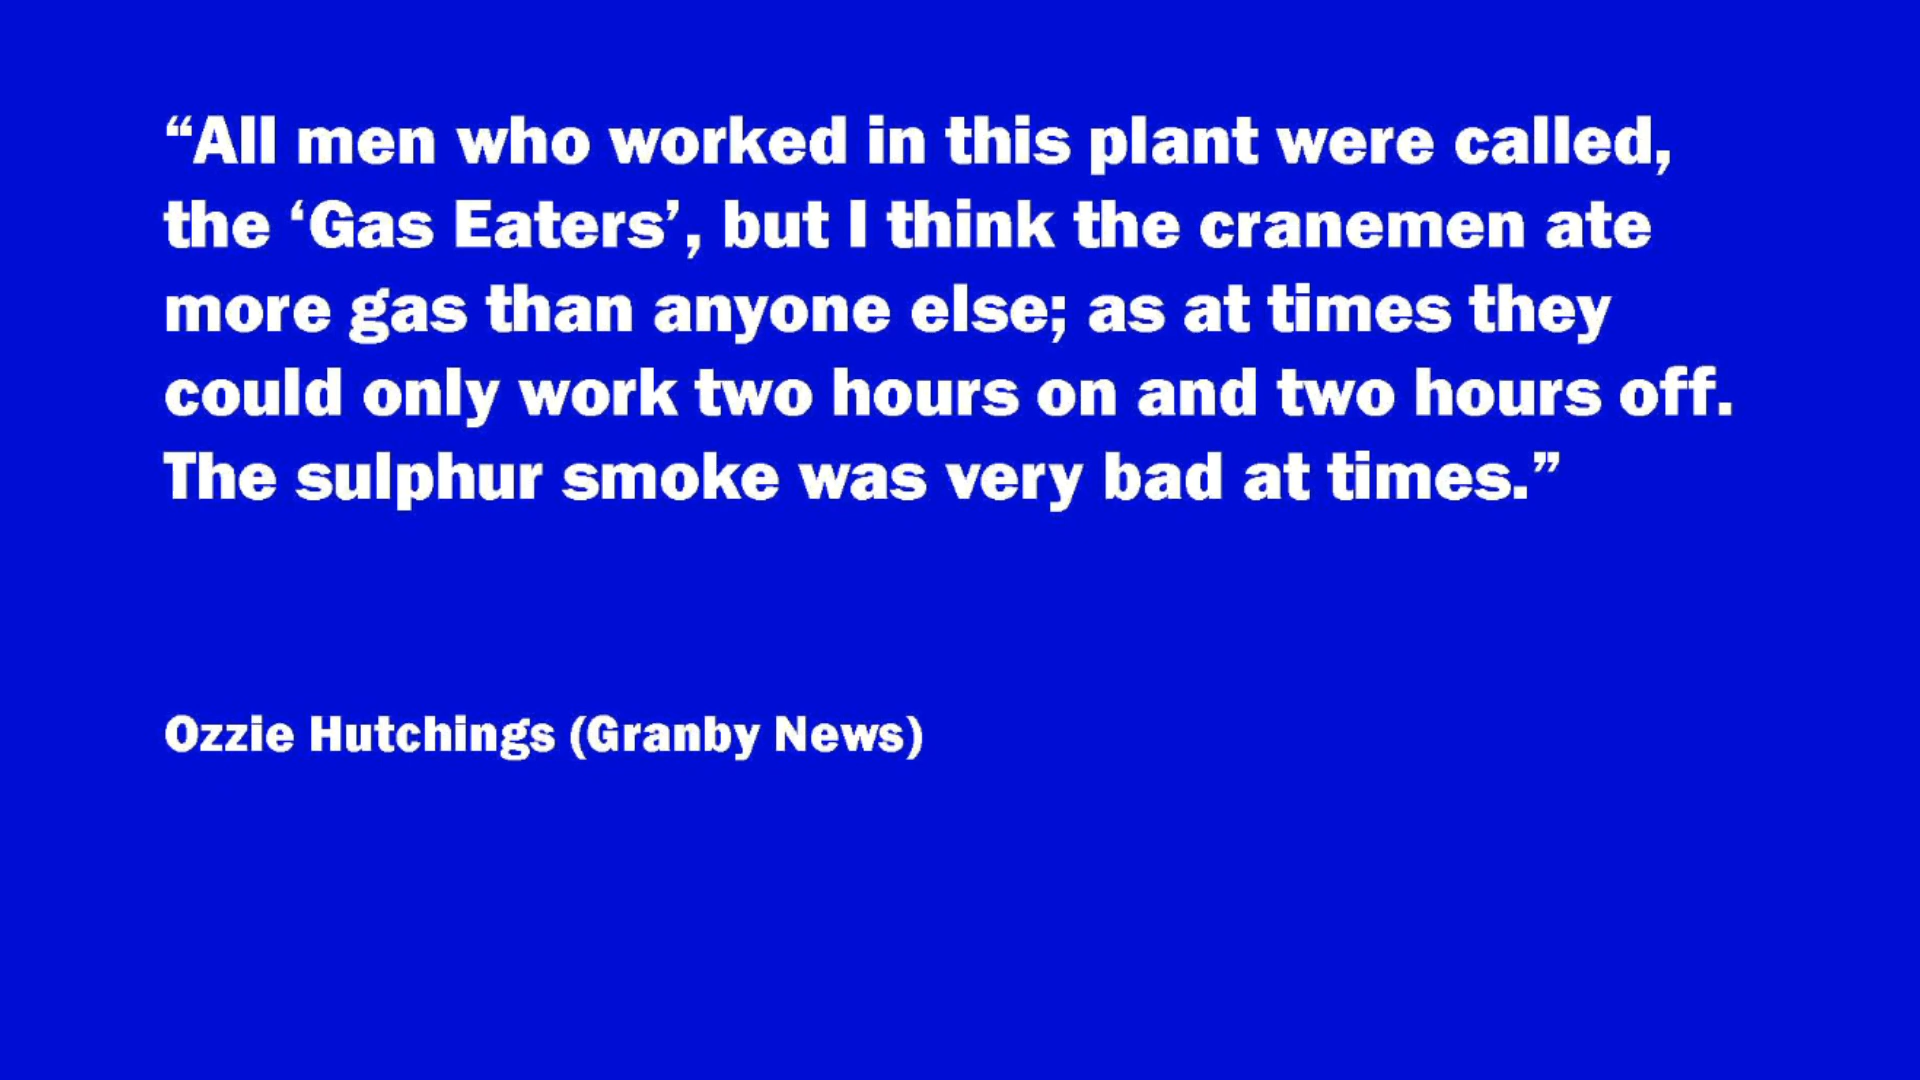 “All men who worked in this plant were called,
the ‘Gas Eaters’, but I think the cranemen ate
more gas than anyone else; as at times they
could only work two hours on and two hours off.
The sulphur smoke was very bad at times.”
Ozzie Hutchings (Granby News)